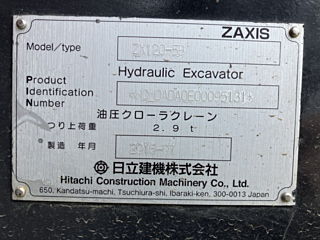 ZAXIS
Model/type ZX120-5B
Hydraulic Excavator
Product
Identification
Number
油圧クローラクレーン
つり上荷重 2.9t
製造 年月
日立建機株式会社
Hitachi Construction Machinery Co., Ltd.
650, Kandatsu-machi, Tsuchiura-shi, Ibaraki-ken, 300-0013 Japan